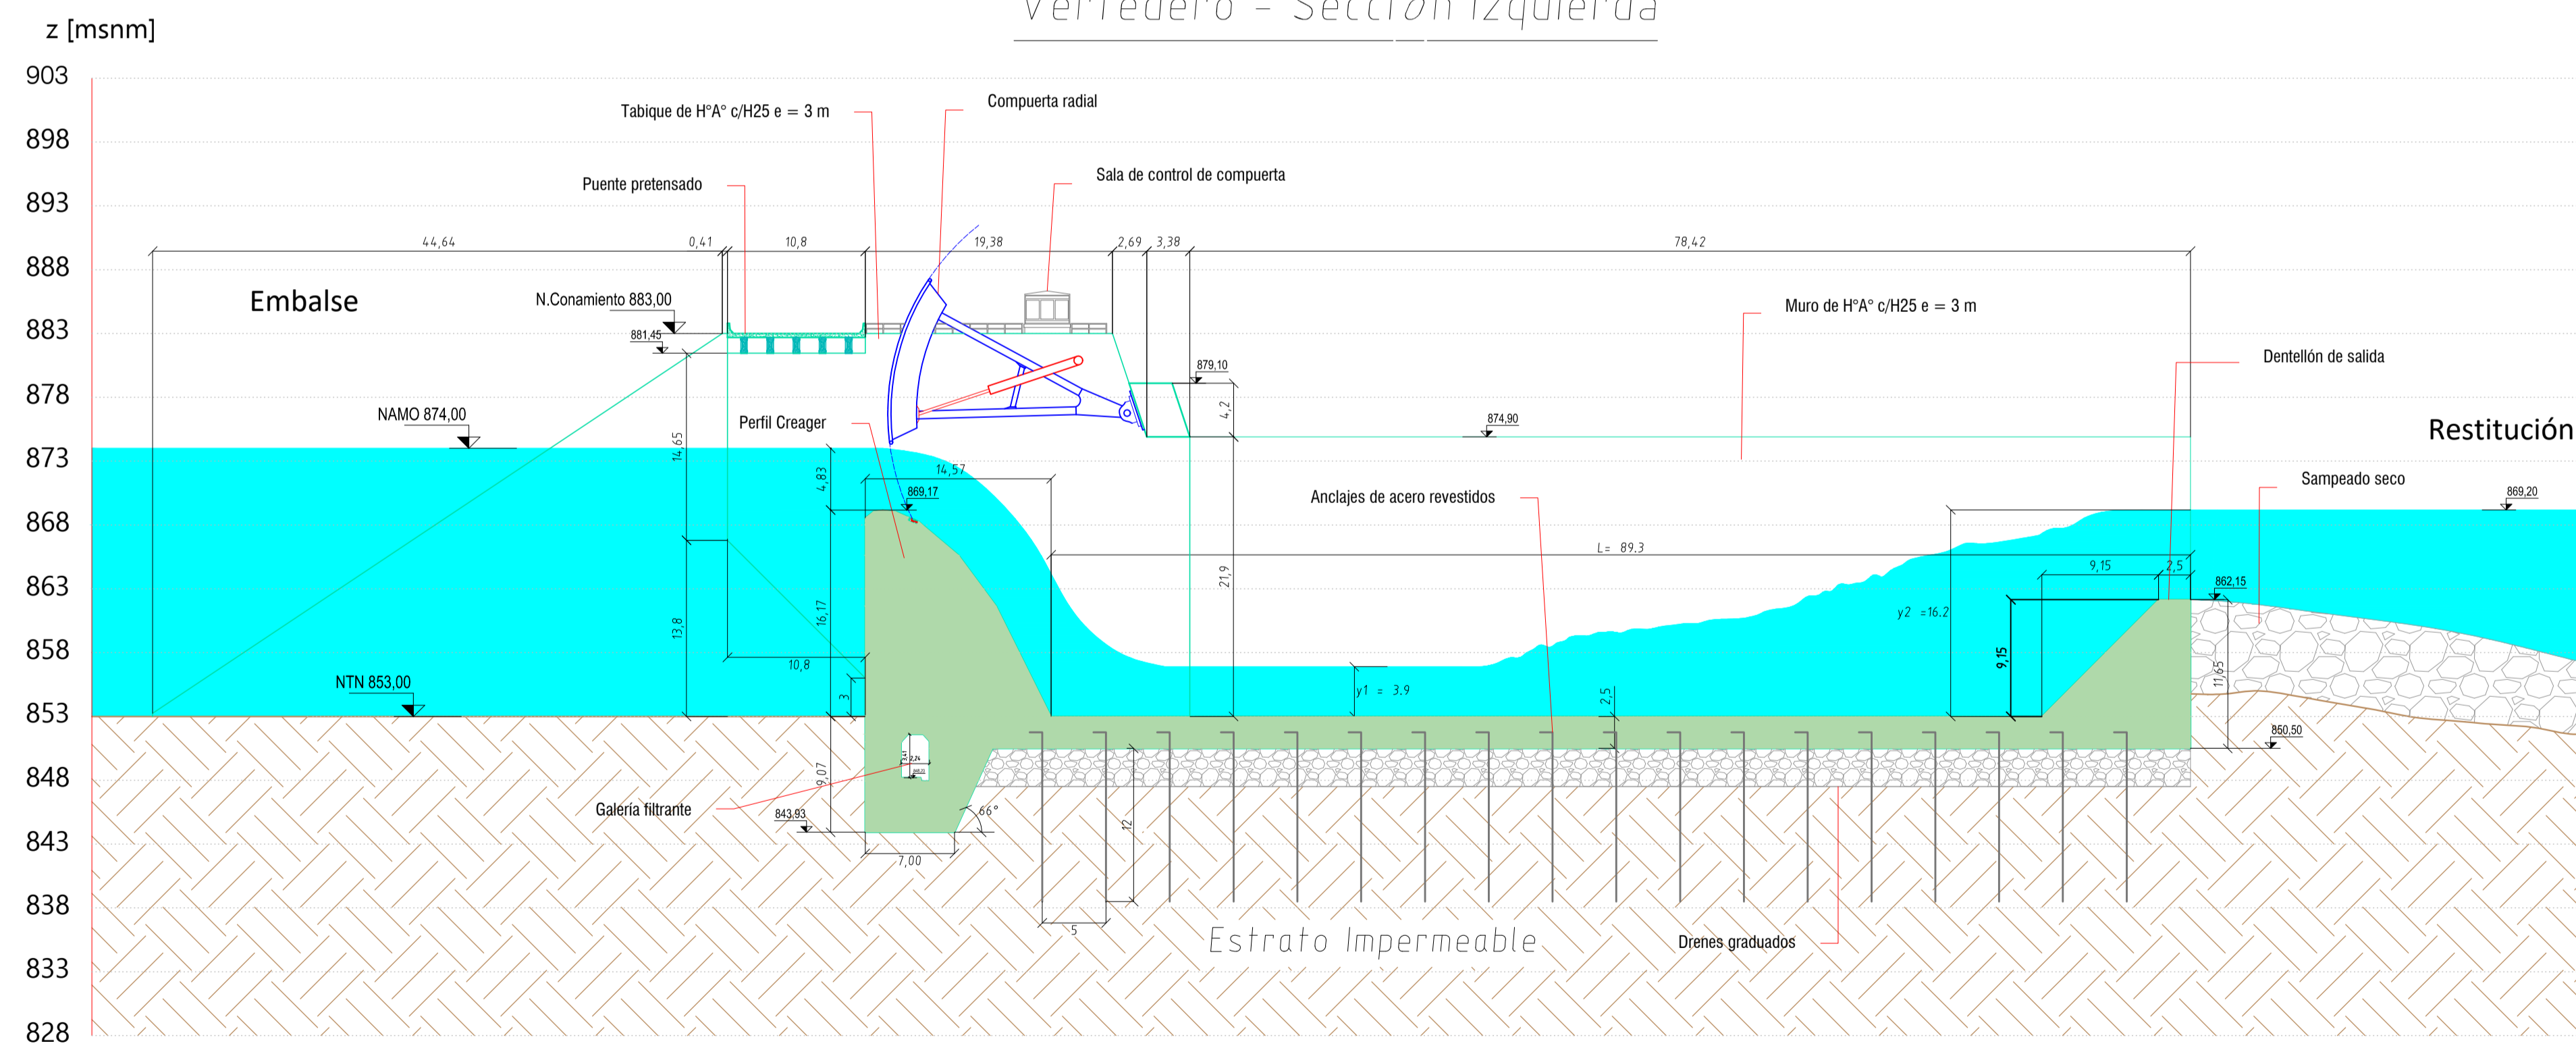 Vertedero - Sección Izquierda
z [msnm]
903
898
893
888
883
878
873
868
863
858
853
848
843
838
833
828
Compuerta radial
Tabique de H°A° c/H25 e = 3 m
Sala de control de compuerta
Puente pretensado
44,64
0,41
10,8
19,38
2,69
3,38
78,42
Embalse
N.Conamiento 883,00
881,45
Muro de H°A° c/H25 e = 3 m
Dentellón de salida
879,10
4,2
NAMO 874,00
Perfil Creager
874,90
Restitución
14,65
4,83
14,57
869,17
Anclajes de acero revestidos
Sampeado seco
869,20
L= 89.3
21,9
9,15
2,5
862,15
16,17
13,8
y2 =16.2
10,8
9,15
11,65
NTN 853,00
3
y1 = 3.9
2,5
850,50
2,24
9,07
Galería filtrante
843,93
66°
12
7,00
5
Estrato Impermeable
Drenes graduados